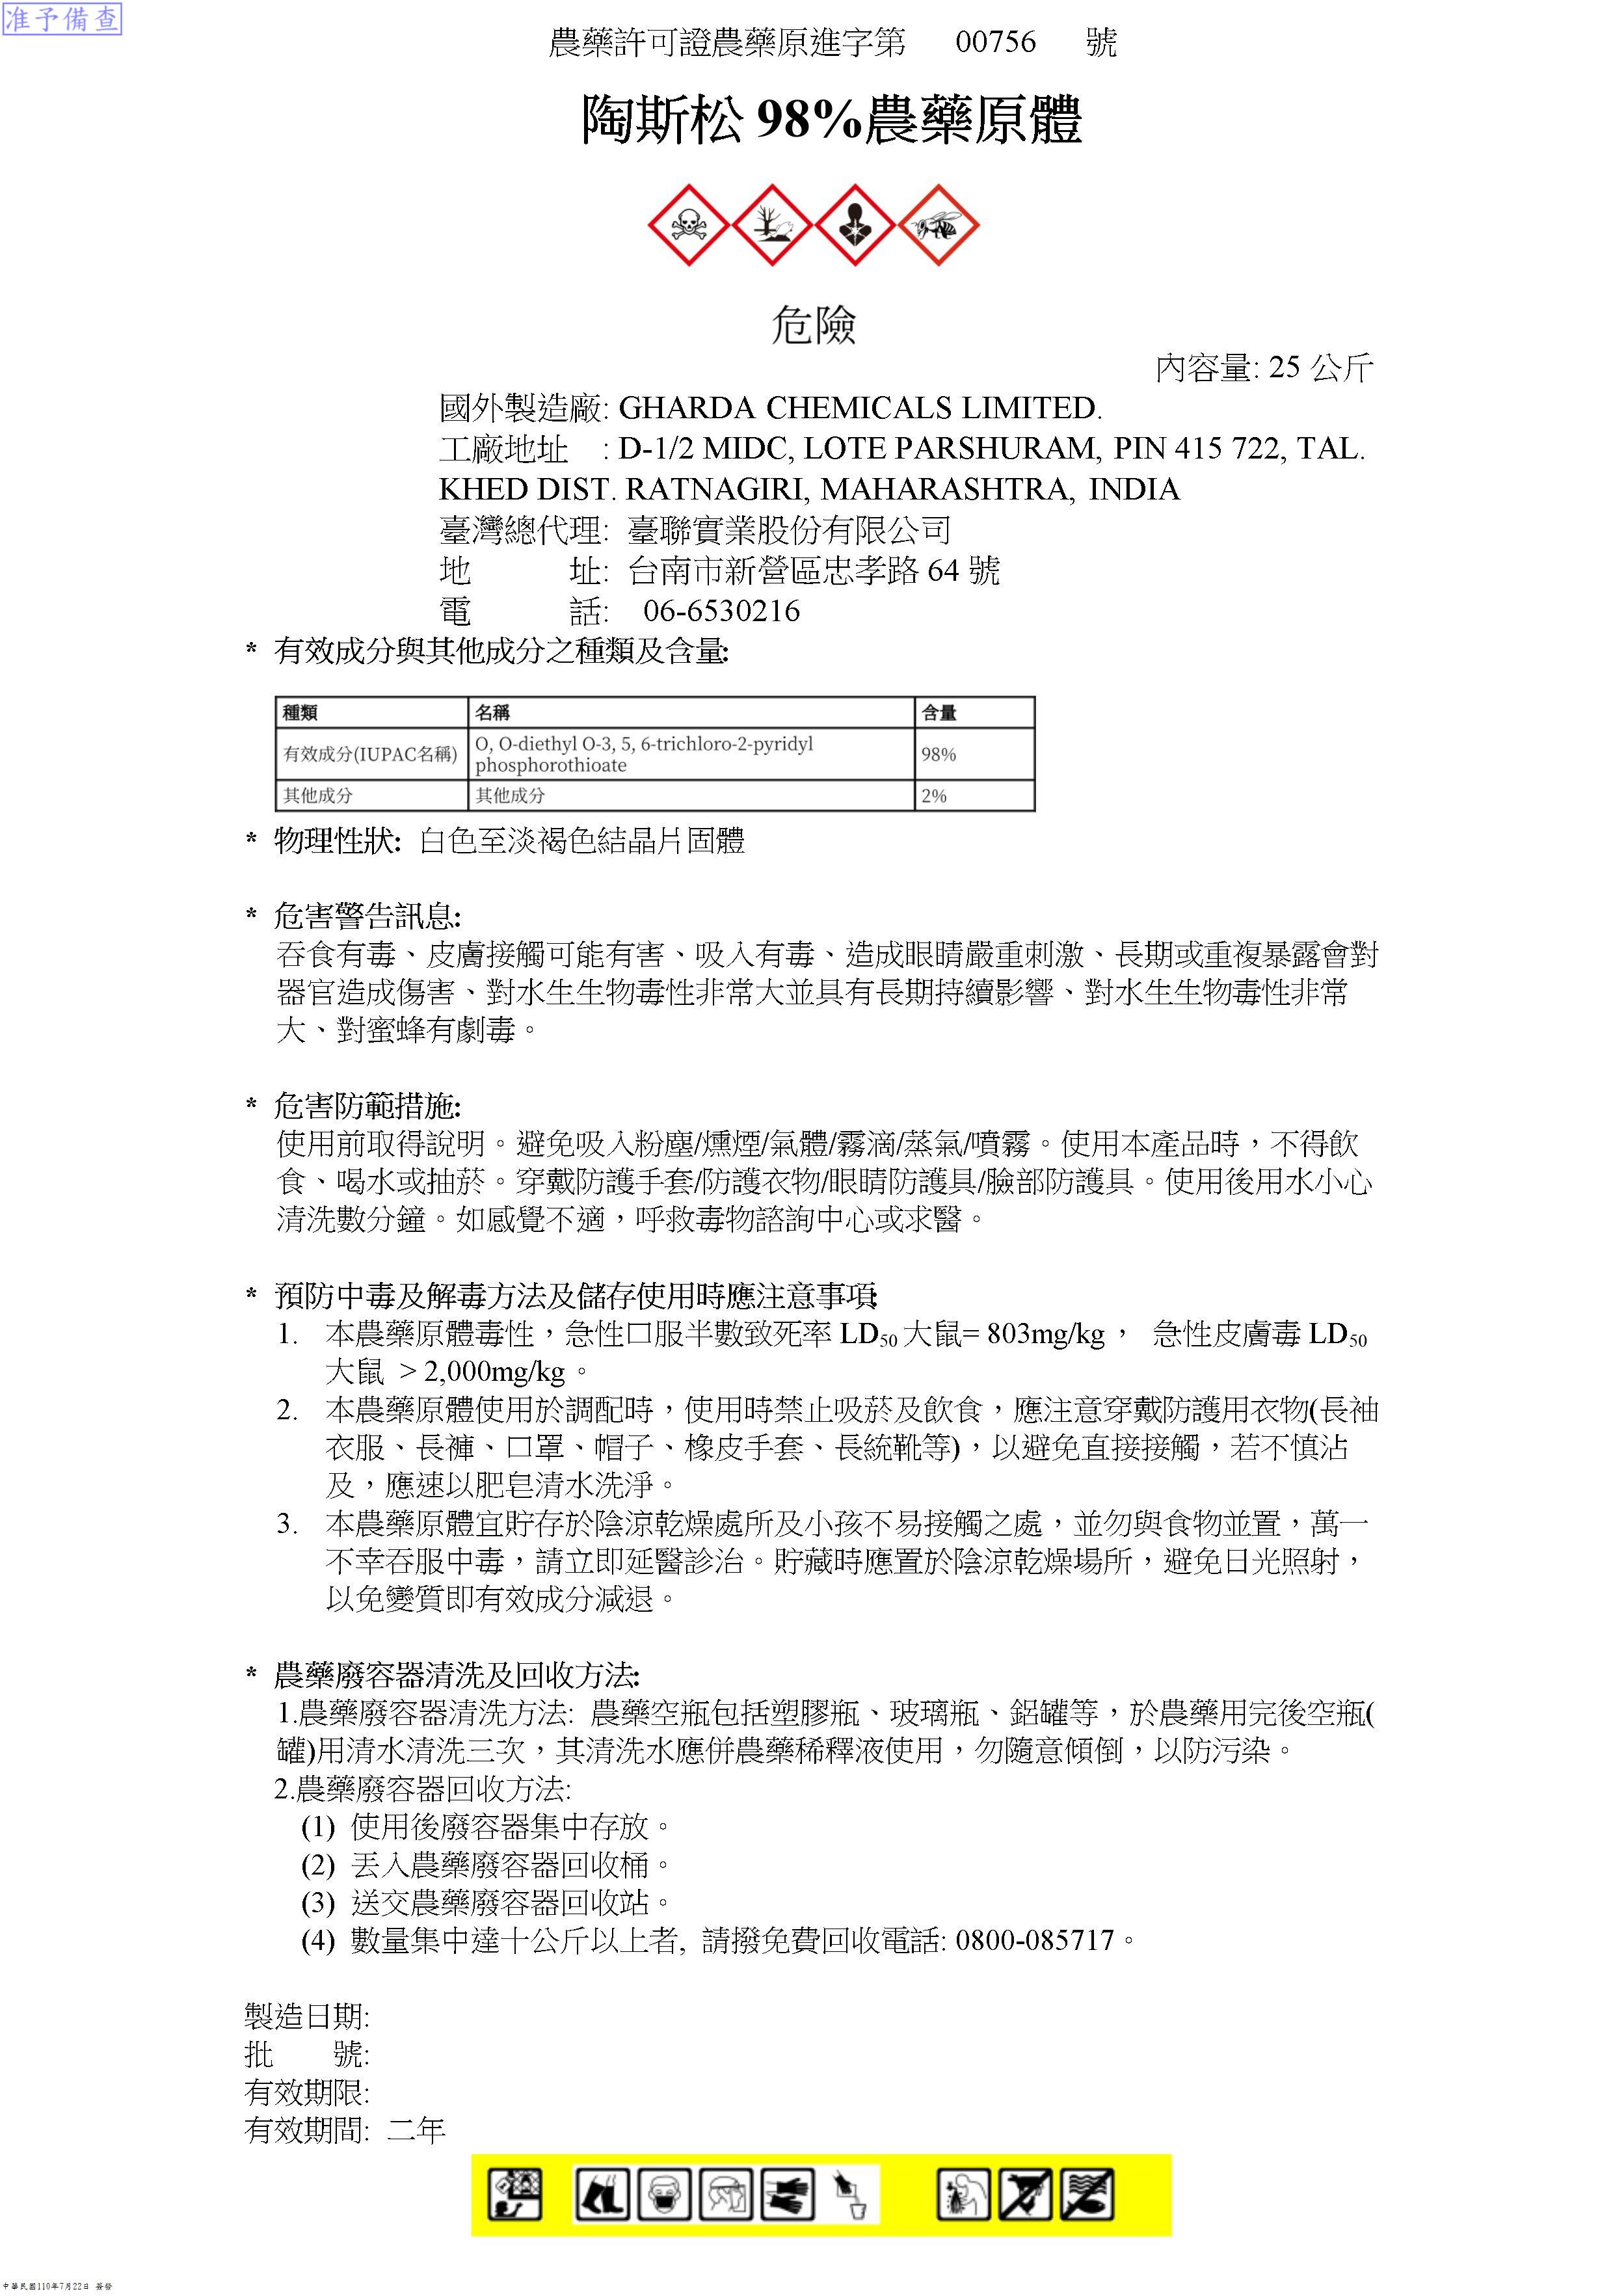 准予備查
農藥許可證農藥原進字第 00756 號
陶斯松 98%農藥原體
危險
內容量: 25 公斤
國外製造廠: GHARDA CHEMICALS LIMITED.
工廠地址 : D-1/2 MIDC, LOTE PARSHURAM, PIN 415 722, TAL.
KHED DIST. RATNAGIRI, MAHARASHTRA, INDIA
臺灣總代理: 臺聯實業股份有限公司
地 址: 台南市新營區忠孝路 64 號
電 話: 06-6530216
* 有效成分與其他成分之種類及含量:
種類 名稱 含量
有效成分(IUPAC名稱) O, O-diethyl O-3, 5, 6-trichloro-2-pyridyl phosphorothioate 98%
其他成分 其他成分 2%
* 物理性狀: 白色至淡褐色結晶片固體
* 危害警告訊息:
吞食有毒、皮膚接觸可能有害、吸入有毒、造成眼睛嚴重刺激、長期或重複暴露會對
器官造成傷害、對水生生物毒性非常大並具有長期持續影響、對水生生物毒性非常
大、對蜜蜂有劇毒。
* 危害防範措施:
使用前取得說明。避免吸入粉塵/燻煙/氣體/霧滴/蒸氣/噴霧。使用本產品時，不得飲
食、喝水或抽菸。穿戴防護手套/防護衣物/眼睛防護具/臉部防護具。使用後用水小心
清洗數分鐘。如感覺不適，呼救毒物諮詢中心或求醫。
* 預防中毒及解毒方法及儲存使用時應注意事項:
1. 本農藥原體毒性，急性口服半數致死率 LD50 大鼠= 803mg/kg， 急性皮膚毒 LD50
大鼠 > 2,000mg/kg。
2. 本農藥原體使用於調配時，使用時禁止吸菸及飲食，應注意穿戴防護用衣物(長袖
衣服、長褲、口罩、帽子、橡皮手套、長統靴等)，以避免直接接觸，若不慎沾
及，應速以肥皂清水洗淨。
3. 本農藥原體宜貯存於陰涼乾燥處所及小孩不易接觸之處，並勿與食物並置，萬一
不幸吞服中毒，請立即延醫診治。貯藏時應置於陰涼乾燥場所，避免日光照射，
以免變質即有效成分減退。
* 農藥廢容器清洗及回收方法:
1.農藥廢容器清洗方法: 農藥空瓶包括塑膠瓶、玻璃瓶、鋁罐等，於農藥用完後空瓶(
罐)用清水清洗三次，其清洗水應併農藥稀釋液使用，勿隨意傾倒，以防污染。
2.農藥廢容器回收方法:
(1) 使用後廢容器集中存放。
(2) 丟入農藥廢容器回收桶。
(3) 送交農藥廢容器回收站。
(4) 數量集中達十公斤以上者, 請撥免費回收電話: 0800-085717。
製造日期:
批 號:
有效期限:
有效期間: 二年
中華民國110年7月22日 簽發